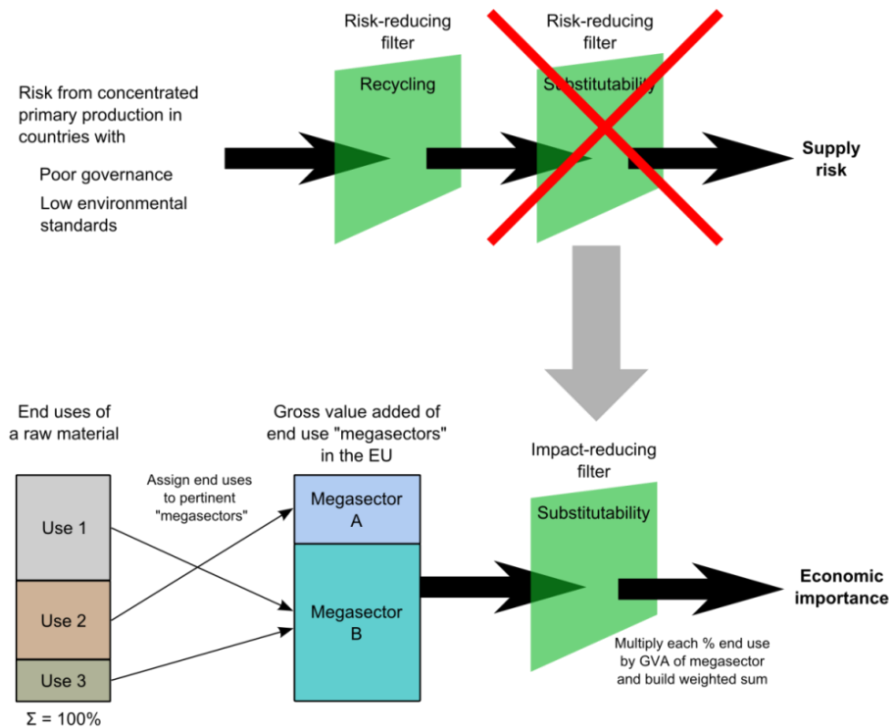 Risk-reducing
filter
Risk-reducing
filter
Recycling
Substitutability
Risk from concentrated
primary production in
countries with
Poor governance
Low environmental
standards
Supply
risk
End uses of
a raw material
Gross value added of
end use "megasectors"
in the EU
Impact-reducing
filter
Assign end uses
to pertinent
"megasectors"
Use 1
Use 2
Use 3
Σ = 100%
Megasector
A
Megasector
B
Substitutability
Economic
importance
Multiply each % end use
by GVA of megasector
and build weighted sum